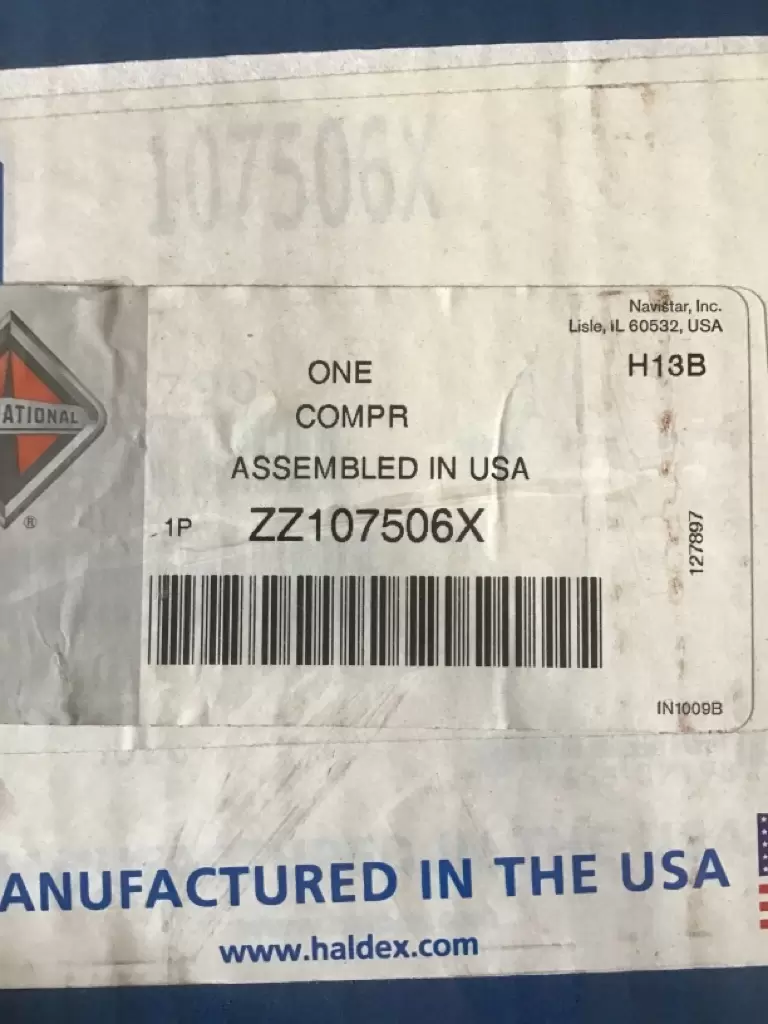 107506X
Navistar, Inc.
Lisle, IL 60532, USA
H13B
ONE
COMPR
ASSEMBLED IN USA
1P ZZ107506X
127897
ATIONAL
®
IN1009B
ANUFACTURED IN THE USA
www.haldex.com